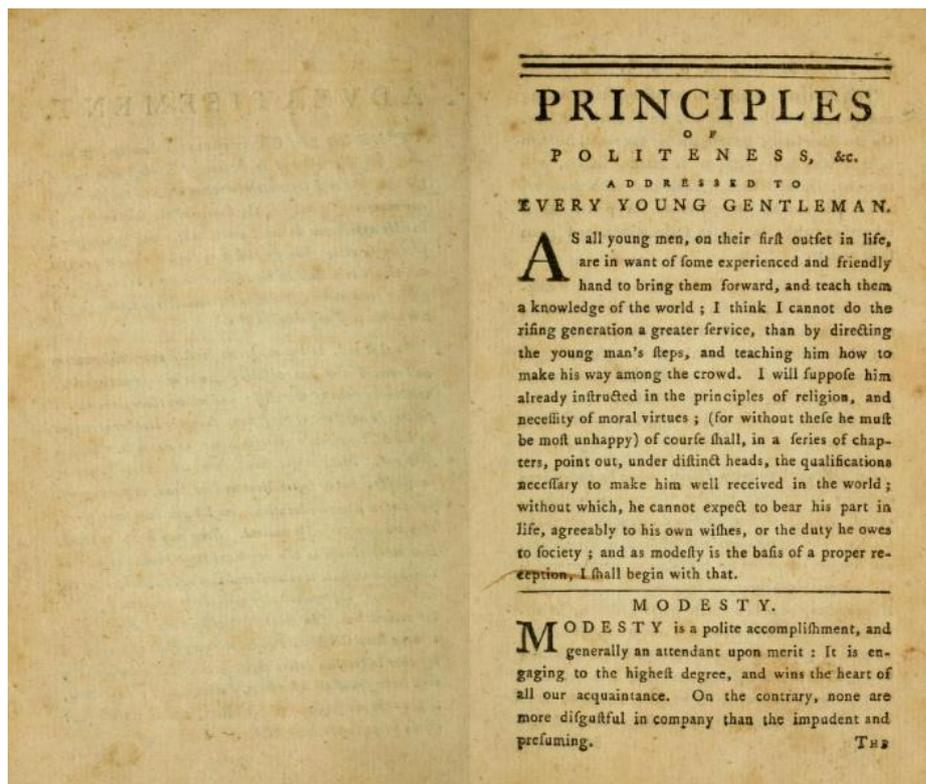 ADVERTISEMENT.
PRINCIPLES
OF
POLITENESS, &c.
ADDRESSED TO
EVERY YOUNG GENTLEMAN.
AS all young men, on their firſt outſet in life,
are in want of ſome experienced and friendly
hand to bring them forward, and teach them
a knowledge of the world ; I think I cannot do the
riſing generation a greater ſervice, than by directing
the young man's ſteps, and teaching him how to
make his way among the crowd. I will ſuppoſe him
already inſtructed in the principles of religion, and
neceſſity of moral virtues ; (for without theſe he muſt
be moſt unhappy) of courſe ſhall, in a ſeries of chap-
ters, point out, under diſtinct heads, the qualifications
neceſſary to make him well received in the world ;
without which, he cannot expect to bear his part in
life, agreeably to his own wiſhes, or the duty he owes
to ſociety ; and as modeſty is the baſis of a proper re-
ception, I ſhall begin with that.
MODESTY.
MODESTY is a polite accompliſhment, and
generally an attendant upon merit : It is en-
gaging to the higheſt degree, and wins the heart of
all our acquaintance. On the contrary, none are
more diſguſtful in company than the impudent and
preſuming.
THE